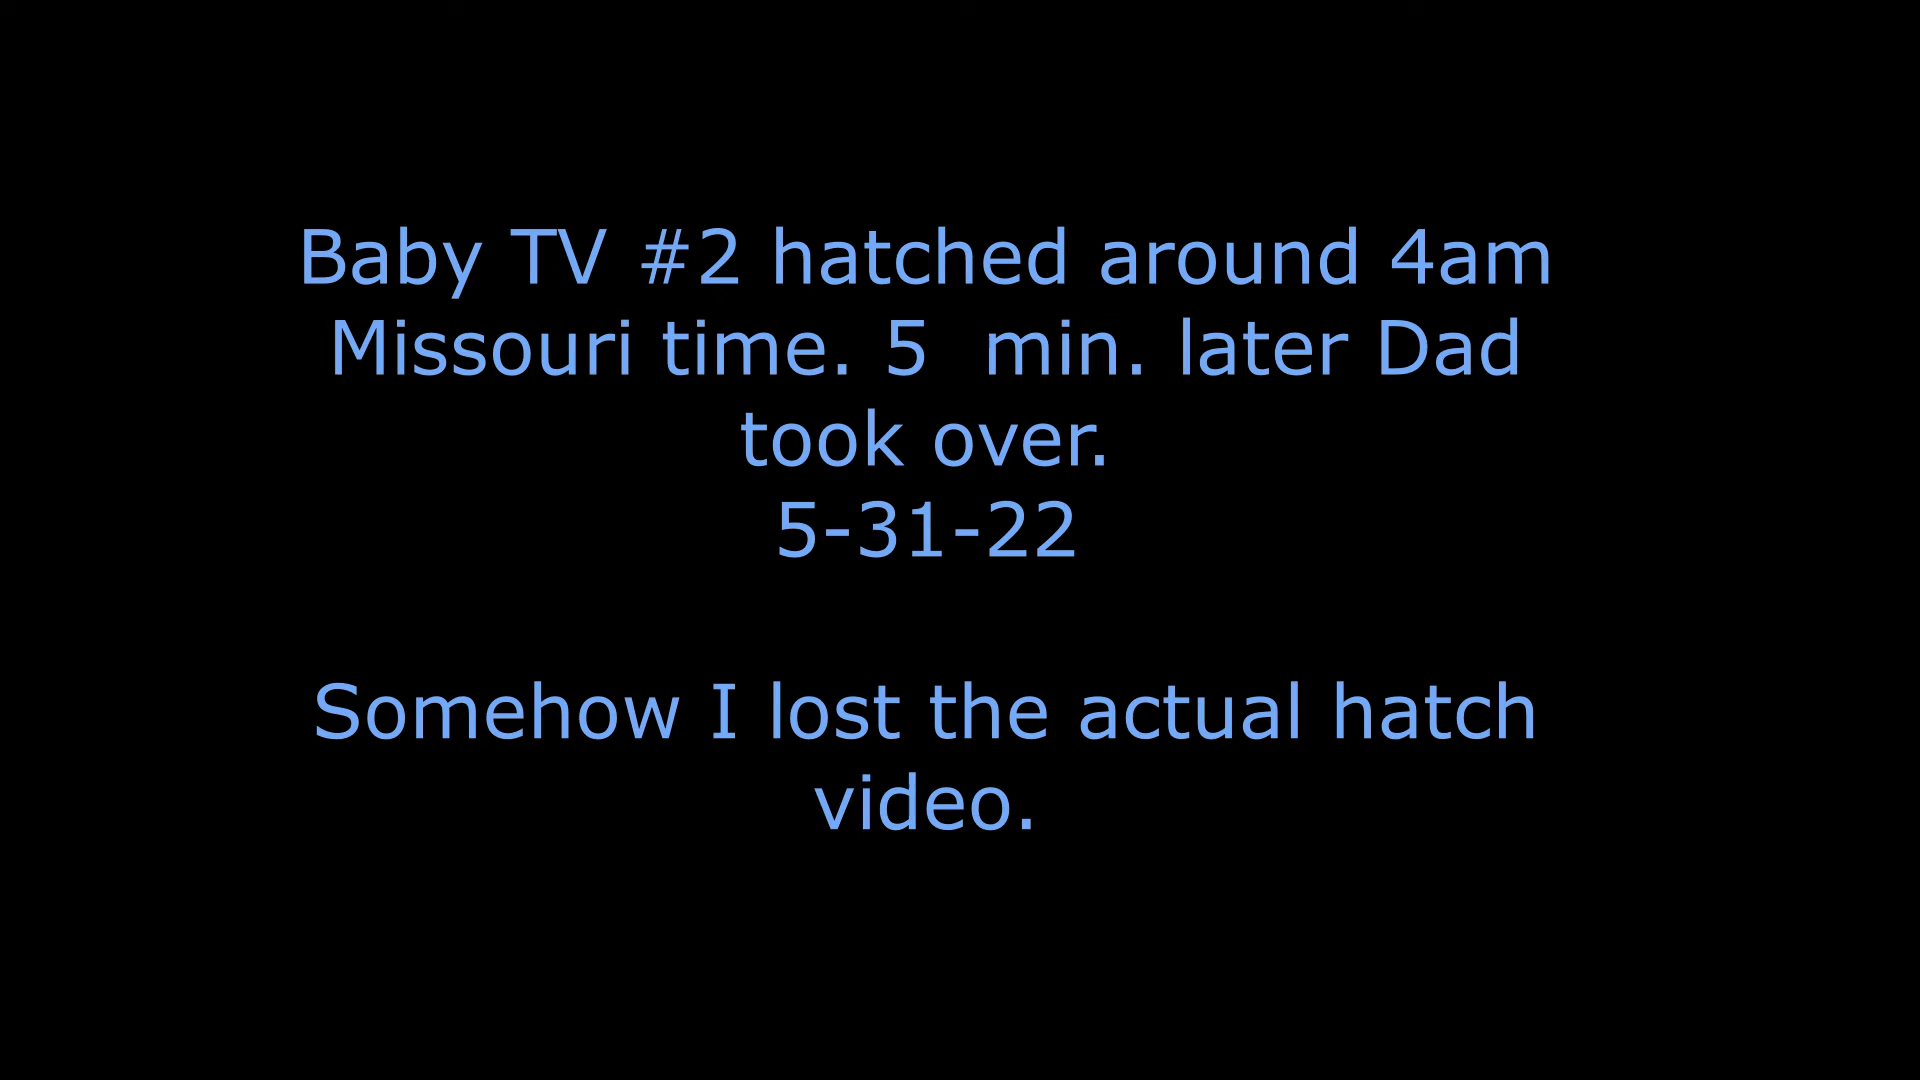 Baby TV #2 hatched around 4am
Missouri time. 5  min. later Dad
took over.
5-31-22
Somehow I lost the actual hatch
video.